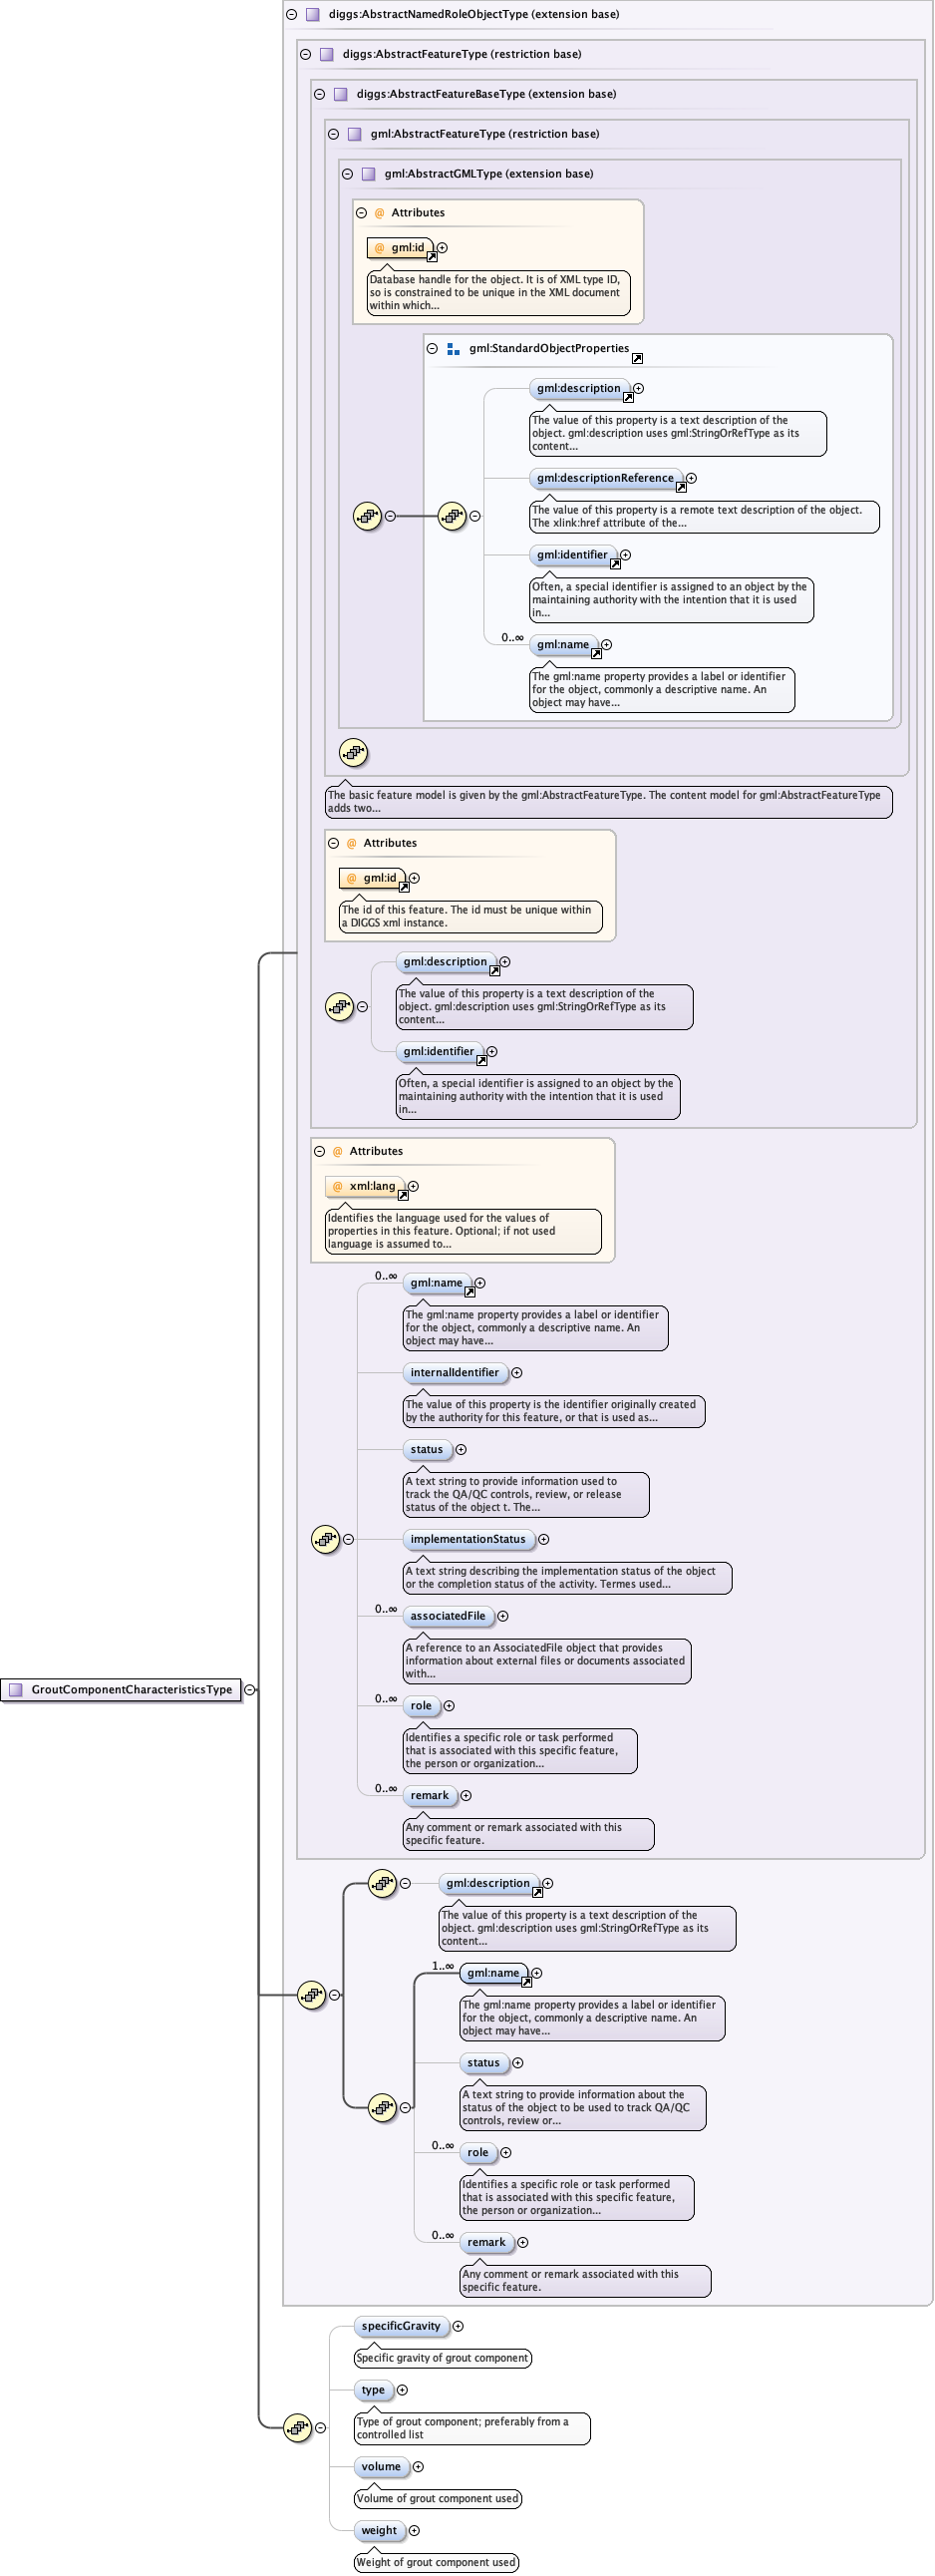 diggs:AbstractNamedRoleObjectType (extension base)
diggs:AbstractFeatureType (restriction base)
diggs:AbstractFeatureBaseType (extension base)
gml:AbstractFeatureType (restriction base)
gml:AbstractGMLType (extension base)
@ Attributes
@ gml:id
Database handle for the object. It is of XML type ID,
so is constrained to be unique in the XML document
within which...
gml:StandardObjectProperties
gml:description
The value of this property is a text description of the
object. gml:description uses gml:StringOrRefType as its
content...
gml:descriptionReference
The value of this property is a remote text description of the object.
The xlink:href attribute of the...
gml:identifier
Often, a special identifier is assigned to an object by the
maintaining authority with the intention that it is used
in...
0..∞
gml:name
The gml:name property provides a label or identifier
for the object, commonly a descriptive name. An
object may have...
The basic feature model is given by the gml:AbstractFeatureType. The content model for gml:AbstractFeatureType
adds two...
@ Attributes
@ gml:id
The id of this feature. The id must be unique within
a DIGGS xml instance.
gml:description
The value of this property is a text description of the
object. gml:description uses gml:StringOrRefType as its
content...
gml:identifier
Often, a special identifier is assigned to an object by the
maintaining authority with the intention that it is used
in...
@ Attributes
@ xml:lang
Identifies the language used for the values of
properties in this feature. Optional; if not used
language is assumed to...
0..∞
gml:name
The gml:name property provides a label or identifier
for the object, commonly a descriptive name. An
object may have...
internalIdentifier
The value of this property is the identifier originally created
by the authority for this feature, or that is used as...
status
A text string to provide information used to
track the QA/QC controls, review, or release
status of the object t. The...
implementationStatus
A text string describing the implementation status of the object
or the completion status of the activity. Termes used...
0..∞
associatedFile
A reference to an AssociatedFile object that provides
information about external files or documents associated
with...
GroutComponentCharacteristicsType
0..∞
role
Identifies a specific role or task performed
that is associated with this specific feature,
the person or organization...
0..∞
remark
Any comment or remark associated with this
specific feature.
gml:description
The value of this property is a text description of the
object. gml:description uses gml:StringOrRefType as its
content...
1..∞
gml:name
The gml:name property provides a label or identifier
for the object, commonly a descriptive name. An
object may have...
status
A text string to provide information about the
status of the object to be used to track QA/QC
controls, review or...
0..∞
role
Identifies a specific role or task performed
that is associated with this specific feature,
the person or organization...
0..∞
remark
Any comment or remark associated with this
specific feature.
specificGravity
Specific gravity of grout component
type
Type of grout component; preferably from a
controlled list
volume
Volume of grout component used
weight
Weight of grout component used